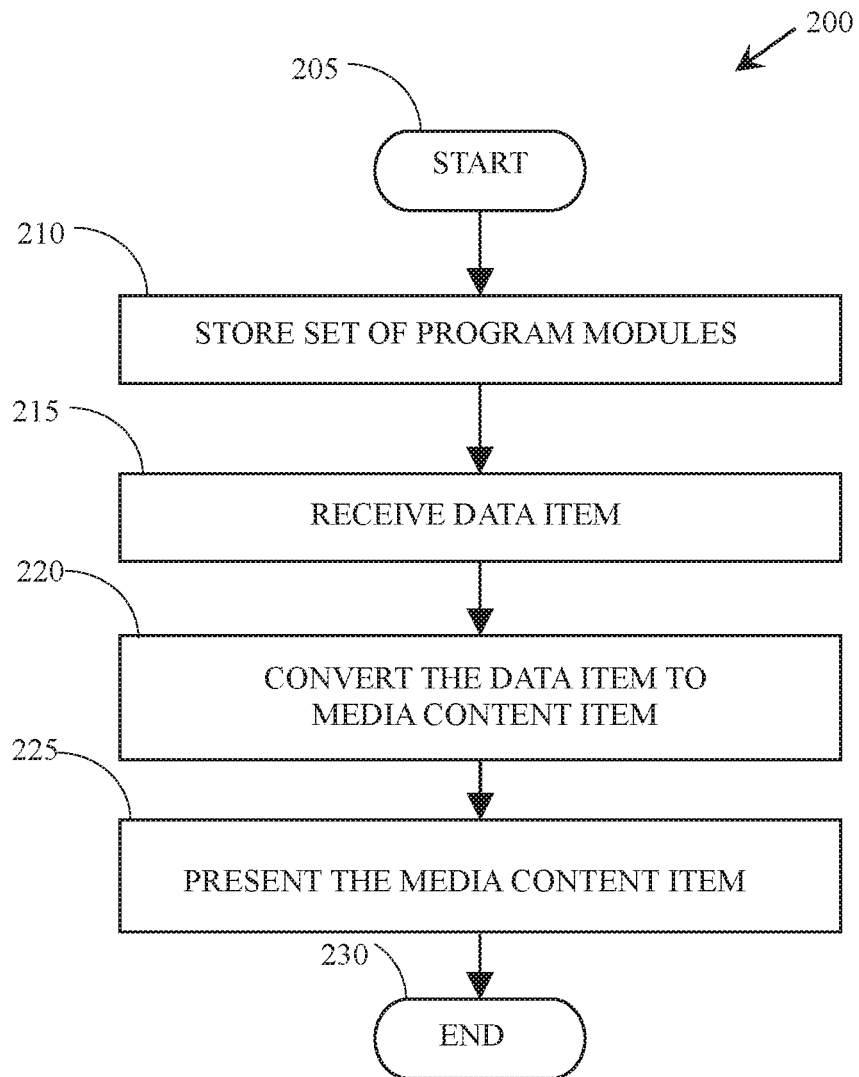 200
205
START
210
STORE SET OF PROGRAM MODULES
215
RECEIVE DATA ITEM
220
CONVERT THE DATA ITEM TO
MEDIA CONTENT ITEM
225
PRESENT THE MEDIA CONTENT ITEM
230
END